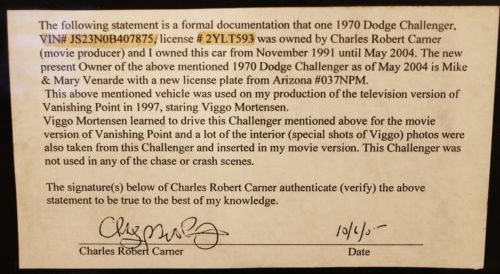 The following statement is a formal documentation that one 1970 Dodge Challenger,
VIN# JS23N0B407875, license # 2YLT593 was owned by Charles Robert Carner
(movie producer) and I owned this car from November 1991 until May 2004. The new
present Owner of the above mentioned 1970 Dodge Challenger as of May 2004 is Mike
& Mary Venarde with a new license plate from Arizona #037NPM.
This above mentioned vehicle was used on my production of the television version of
Vanishing Point in 1997, staring Viggo Mortensen.
Viggo Mortensen learned to drive this Challenger mentioned above for the movie
version of Vanishing Point and a lot of the interior (special shots of Viggo) photos were
also taken from this Challenger and inserted in my movie version. This Challenger was
not used in any of the chase or crash scenes.
The signature(s) below of Charles Robert Carner authenticate (verify) the above
statement to be true to the best of my knowledge.
10/6/05
Charles Robert Carner Date